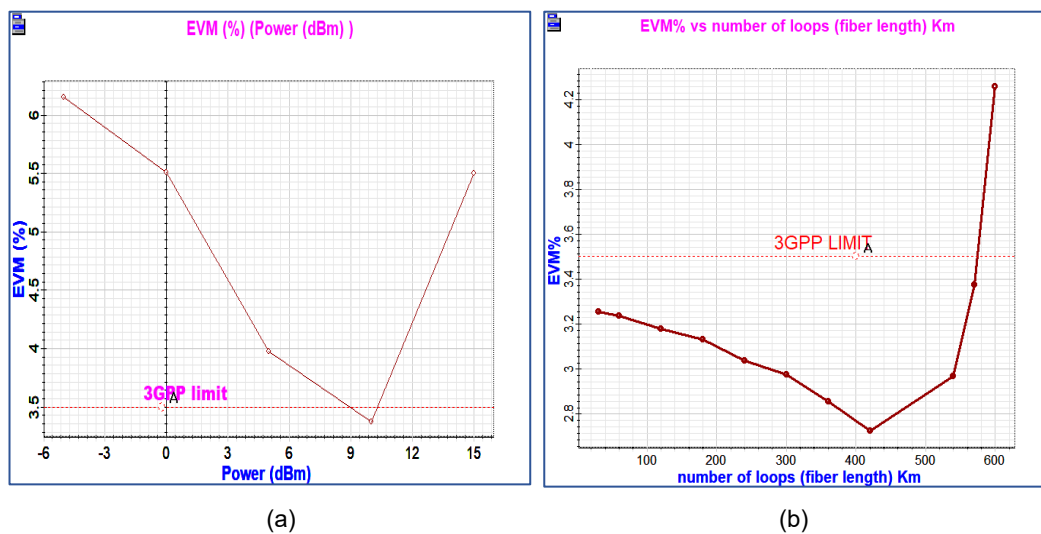 EVM (%) (Power (dBm) )
EVM (%)
6
5.5
5
4.5
4
3.5
3GPP limit
A
-6 -3 0 3 6 9 12 15
Power (dBm)
(a)
EVM% vs number of loops (fiber length) Km
EVM%
4.2
4
3.8
3.6
3.4
3.2
3
2.8
3GPP LIMIT
A
100 200 300 400 500 600
number of loops (fiber length) Km
(b)